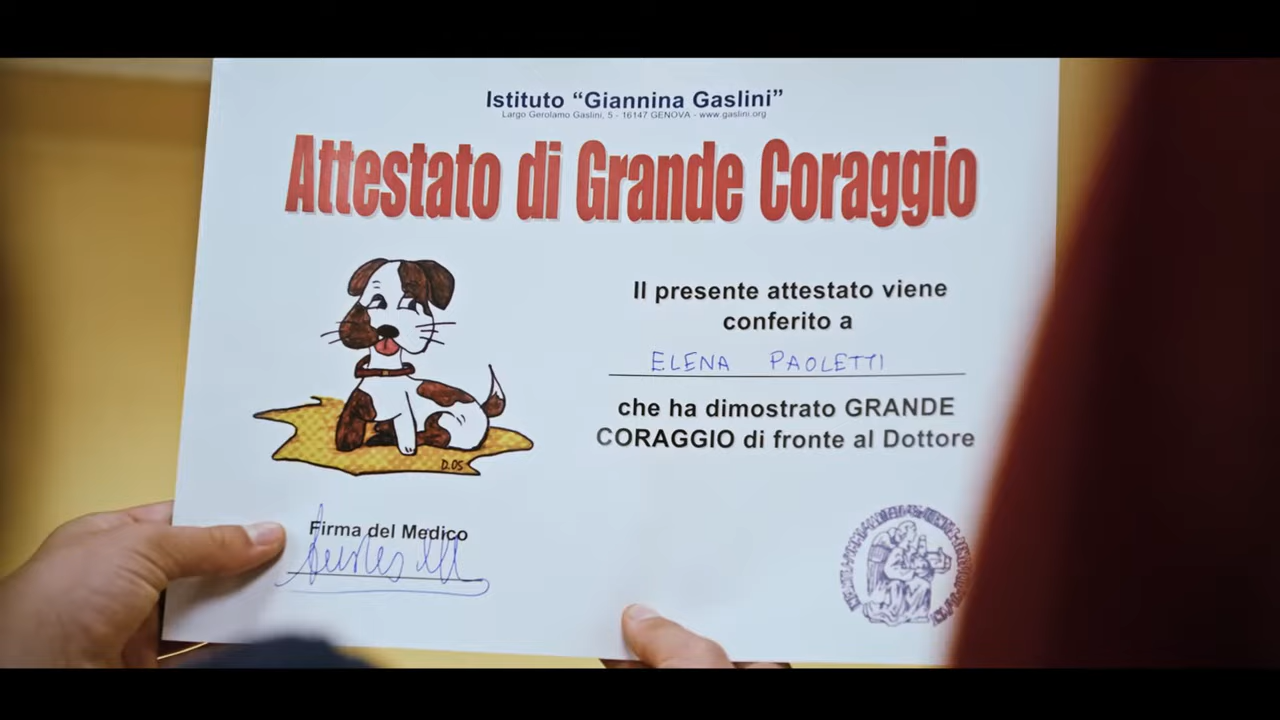 Istituto “Giannina Gaslini”
Largo Gerolamo Gaslini, 5 - 16147 GENOVA - www.gaslini.org
Attestato di Grande Coraggio
Il presente attestato viene
conferito a
ELENA PAOLETTI
che ha dimostrato GRANDE
CORAGGIO di fronte al Dottore
D.OS
Firma del Medico